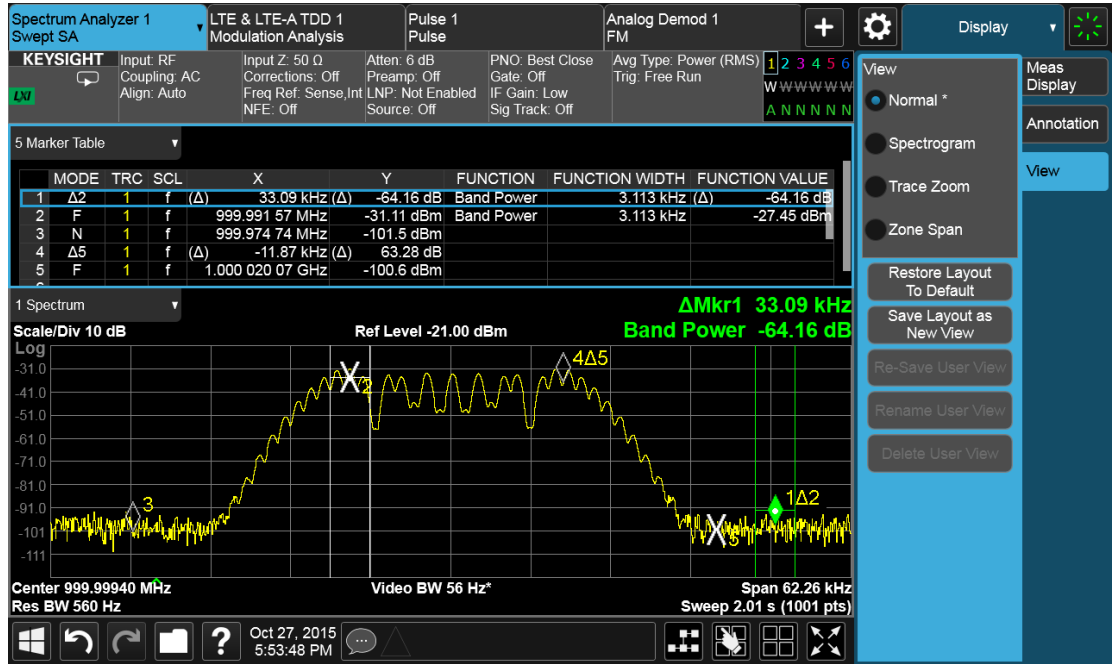 Spectrum Analyzer 1
Swept SA
LTE & LTE-A TDD 1
Modulation Analysis
Pulse 1
Pulse
Analog Demod 1
FM
+
Display
KEYSIGHT
LXI
Input: RF
Coupling: AC
Align: Auto
Input Z: 50 Ω
Corrections: Off
Freq Ref: Sense,Int
NFE: Off
Atten: 6 dB
Preamp: Off
LNP: Not Enabled
Source: Off
PNO: Best Close
Gate: Off
IF Gain: Low
Sig Track: Off
Avg Type: Power (RMS)
Trig: Free Run
1 2 3 4 5 6
W W W W W W
A N N N N N
5 Marker Table
MODE TRC SCL X Y FUNCTION FUNCTION WIDTH FUNCTION VALUE
1 Δ2 1 f (Δ) 33.09 kHz (Δ) -64.16 dB Band Power 3.113 kHz (Δ) -64.16 dB
2 F 1 f 999.991 57 MHz -31.11 dBm Band Power 3.113 kHz -27.45 dBm
3 N 1 f 999.974 74 MHz -101.5 dBm
4 Δ5 1 f (Δ) -11.87 kHz (Δ) 63.28 dB
5 F 1 f 1.000 020 07 GHz -100.6 dBm
1 Spectrum
ΔMkr1 33.09 kHz
Scale/Div 10 dB
Ref Level -21.00 dBm
Band Power -64.16 dB
Log
-31.0
-41.0
-51.0
-61.0
-71.0
-81.0
-91.0
-101
-111
2
4Δ5
3
1Δ2
5
Center 999.99940 MHz
Video BW 56 Hz*
Span 62.26 kHz
Res BW 560 Hz
Sweep 2.01 s (1001 pts)
?
Oct 27, 2015
5:53:48 PM
View
Normal *
Spectrogram
Trace Zoom
Zone Span
Restore Layout
To Default
Save Layout as
New View
Re-Save User View
Rename User View
Delete User View
Meas
Display
Annotation
View